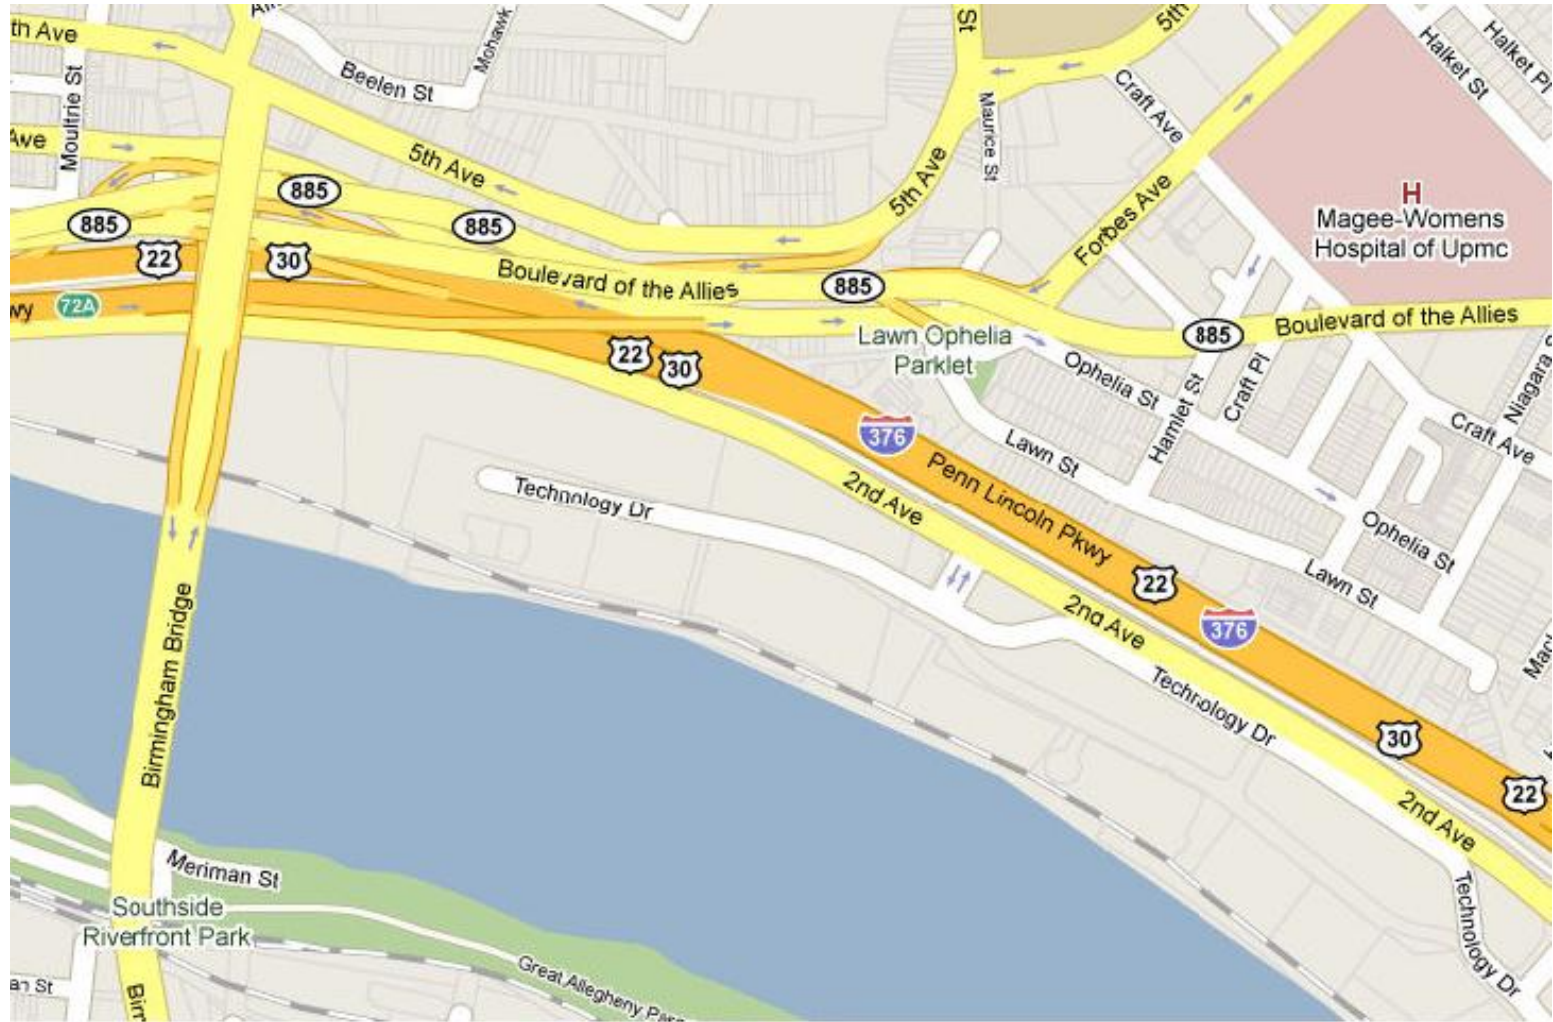 th Ave
Moultrie St
Beelen St
Mohawk
St
5th
Halket St
Halket Pl
Ave
5th Ave
Maurice St
Craft Ave
885
885
885
5th Ave
Forbes Ave
H
Magee-Womens
Hospital of Upmc
22
30
Boulevard of the Allies
885
72A
22
30
Lawn Ophelia
Parklet
885
Boulevard of the Allies
Ophelia St
Hamlet St
Craft Pl
Niagara
Craft Ave
376
Lawn St
Penn Lincoln Pkwy
Technology Dr
2nd Ave
Ophelia St
22
Lawn St
376
2nd Ave
Birmingham Bridge
Technology Dr
30
22
2nd Ave
Meriman St
Southside
Riverfront Park
Technology Dr
Great Allegheny
an St
Birm